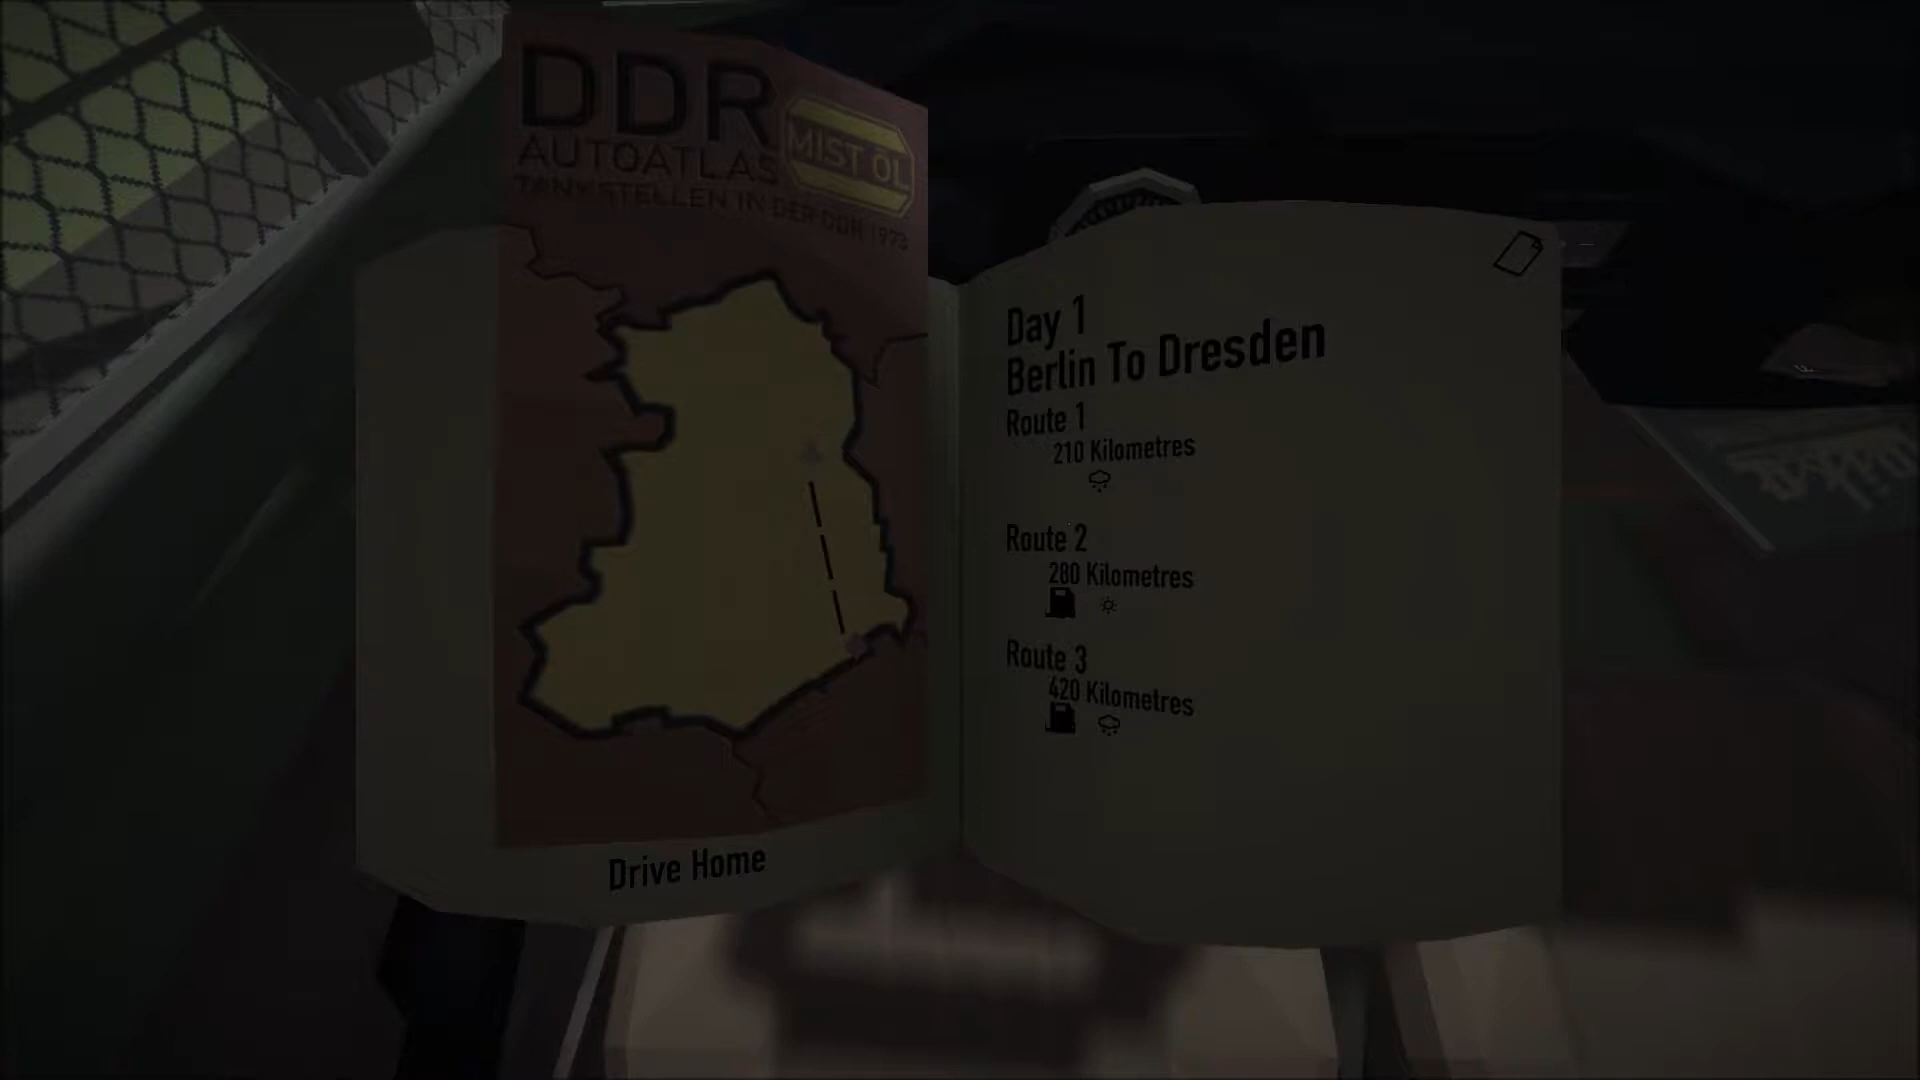 DDR
AUTOATLAS
MIST ÖL
TANKSTELLEN IN DER DDR 1973
Drive Home
Day 1
Berlin To Dresden
Route 1
210 Kilometres
Route 2
280 Kilometres
Route 3
420 Kilometres